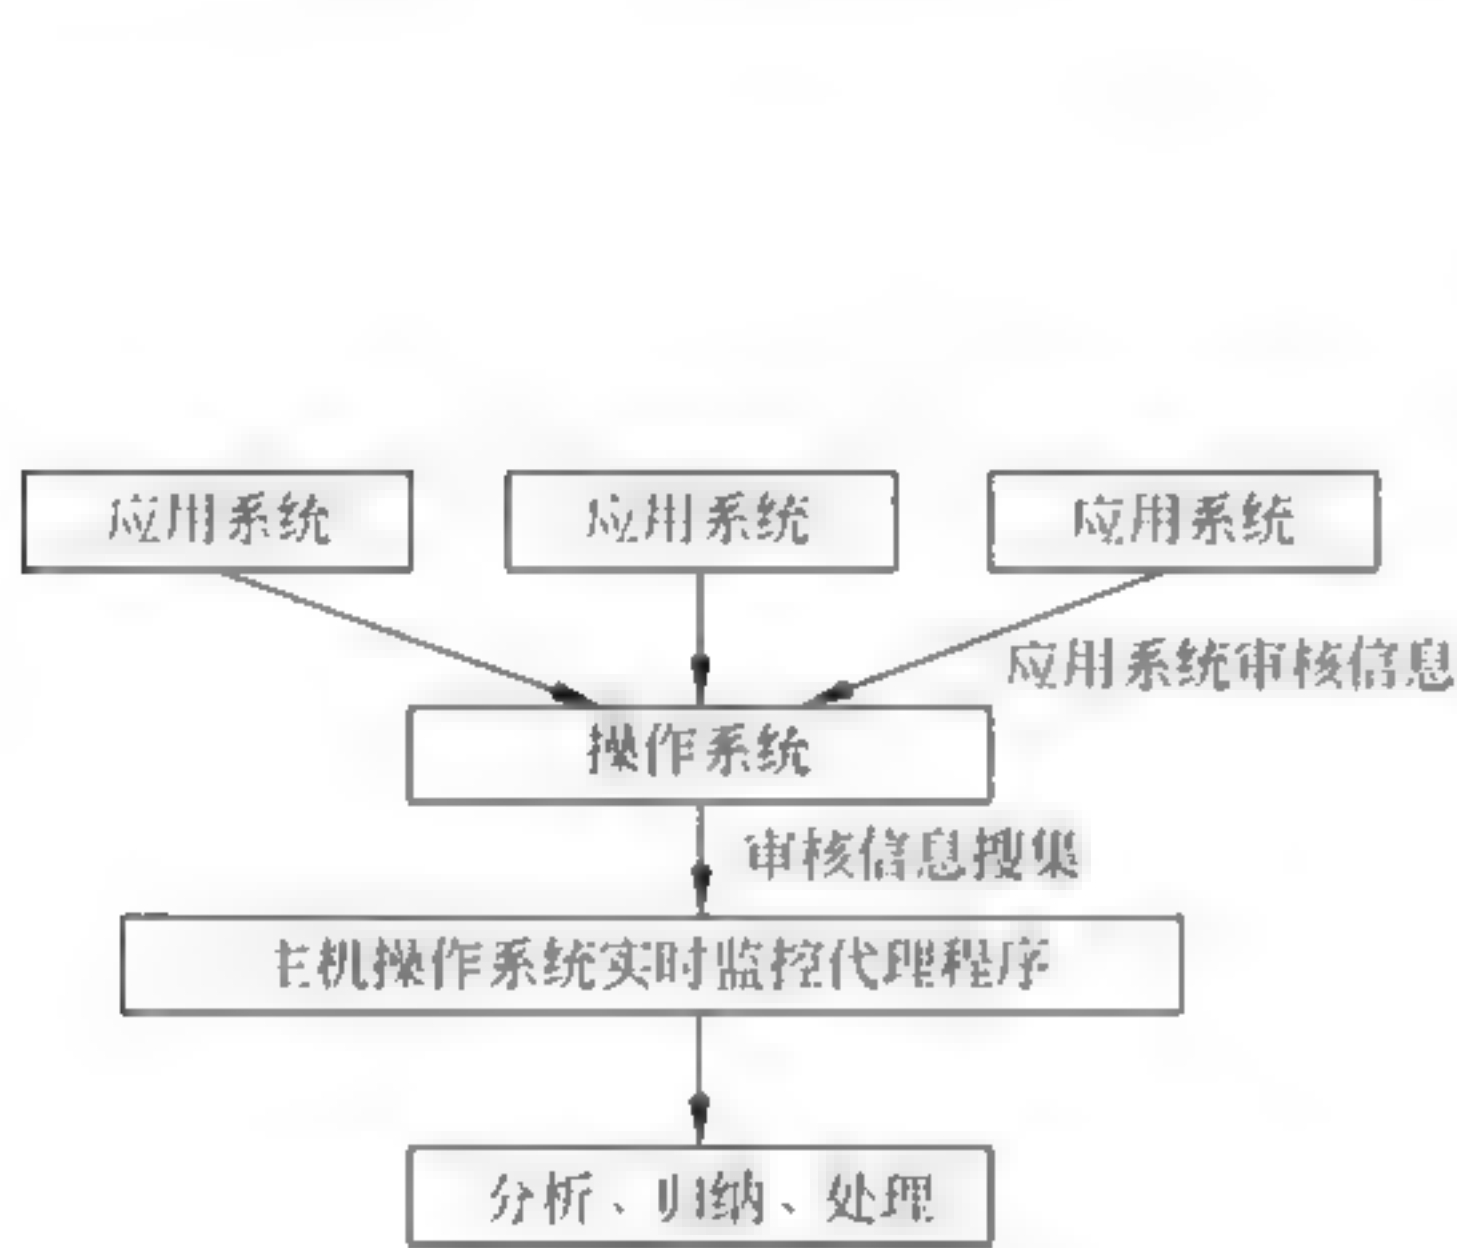 应用系统 应用系统 应用系统
应用系统审核信息
操作系统
审核信息搜集
主机操作系统实时监控代理程序
分析、归纳、处理